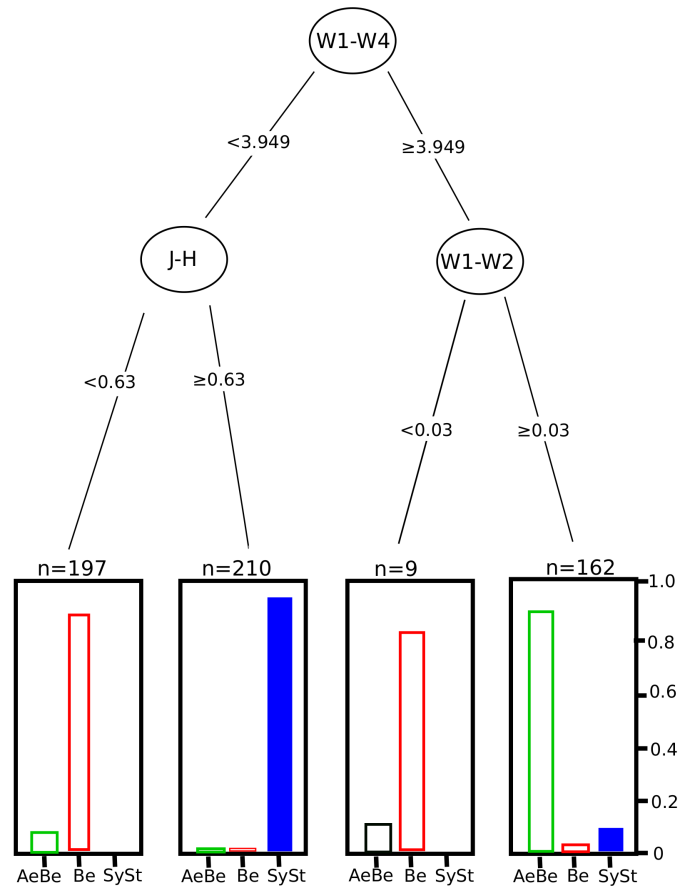 W1-W4
<3.949
≥3.949
J-H
W1-W2
<0.63
≥0.63
<0.03
≥0.03
n=197
n=210
n=9
n=162
1.0
0.8
0.6
0.4
0.2
0
AeBe Be SySt
AeBe Be SySt
AeBe Be SySt
AeBe Be SySt